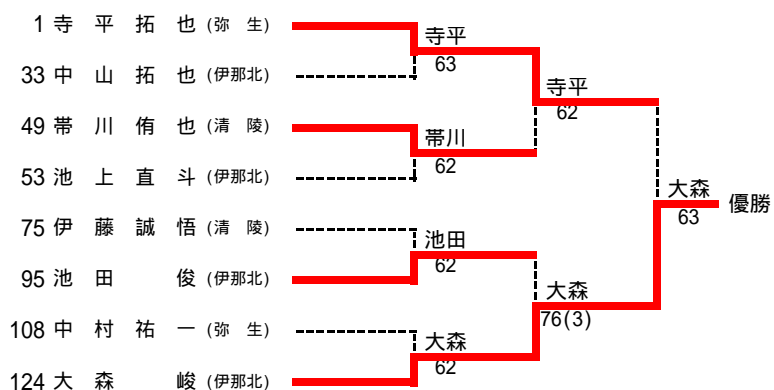 1 寺 平 拓 也 (弥 生)
寺平
63
33 中 山 拓 也 (伊那北)
寺平
62
49 帯 川 侑 也 (清 陵)
帯川
62
53 池 上 直 斗 (伊那北)
大森
63
優勝
75 伊 藤 誠 悟 (清 陵)
池田
62
95 池 田 俊 (伊那北)
大森
76(3)
108 中 村 祐 一 (弥 生)
大森
62
124 大 森 峻 (伊那北)